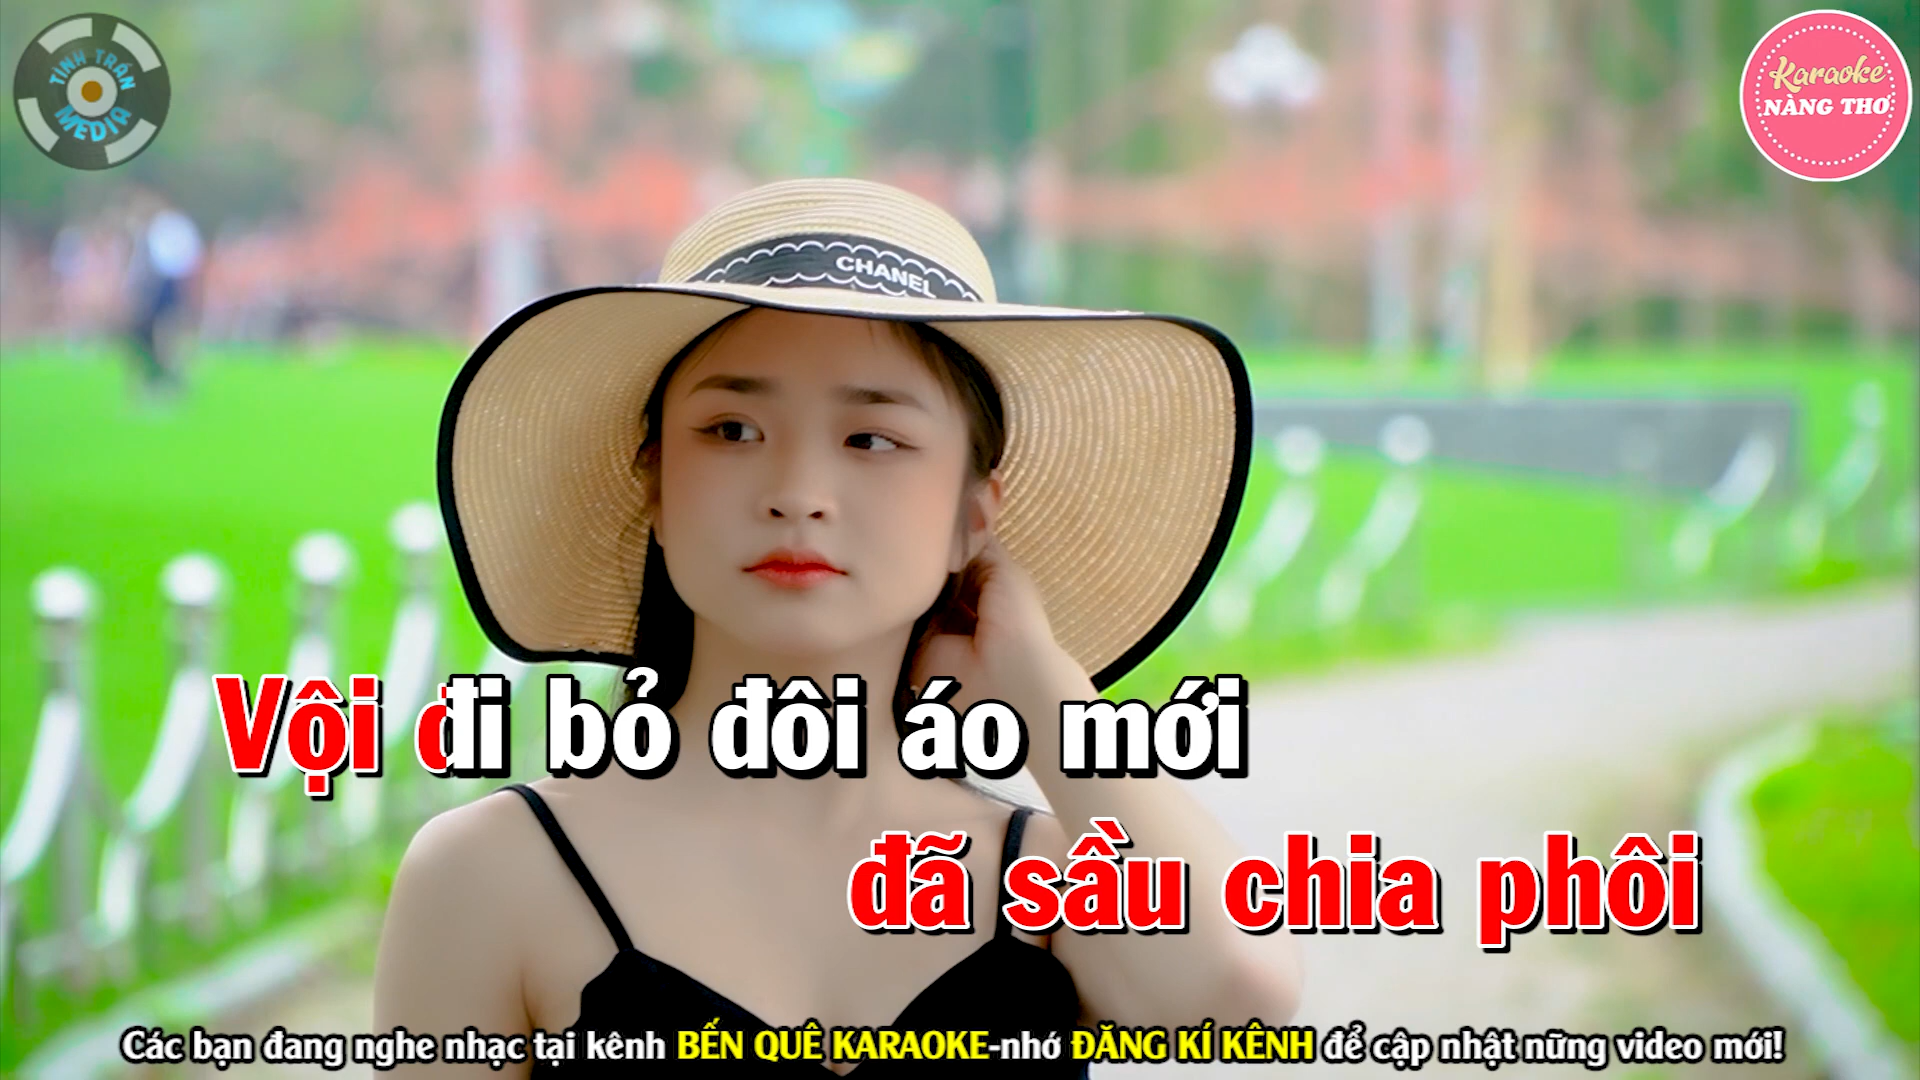 TÌNH TRẦN
MEDIA
Karaoke
NÀNG THƠ
CHANEL
Vội đi bỏ đôi áo mới
đã sầu chia phôi
Các bạn đang nghe nhạc tại kênh BẾN QUÊ KARAOKE-nhớ ĐĂNG KÍ KÊNH để cập nhật nững video mới!